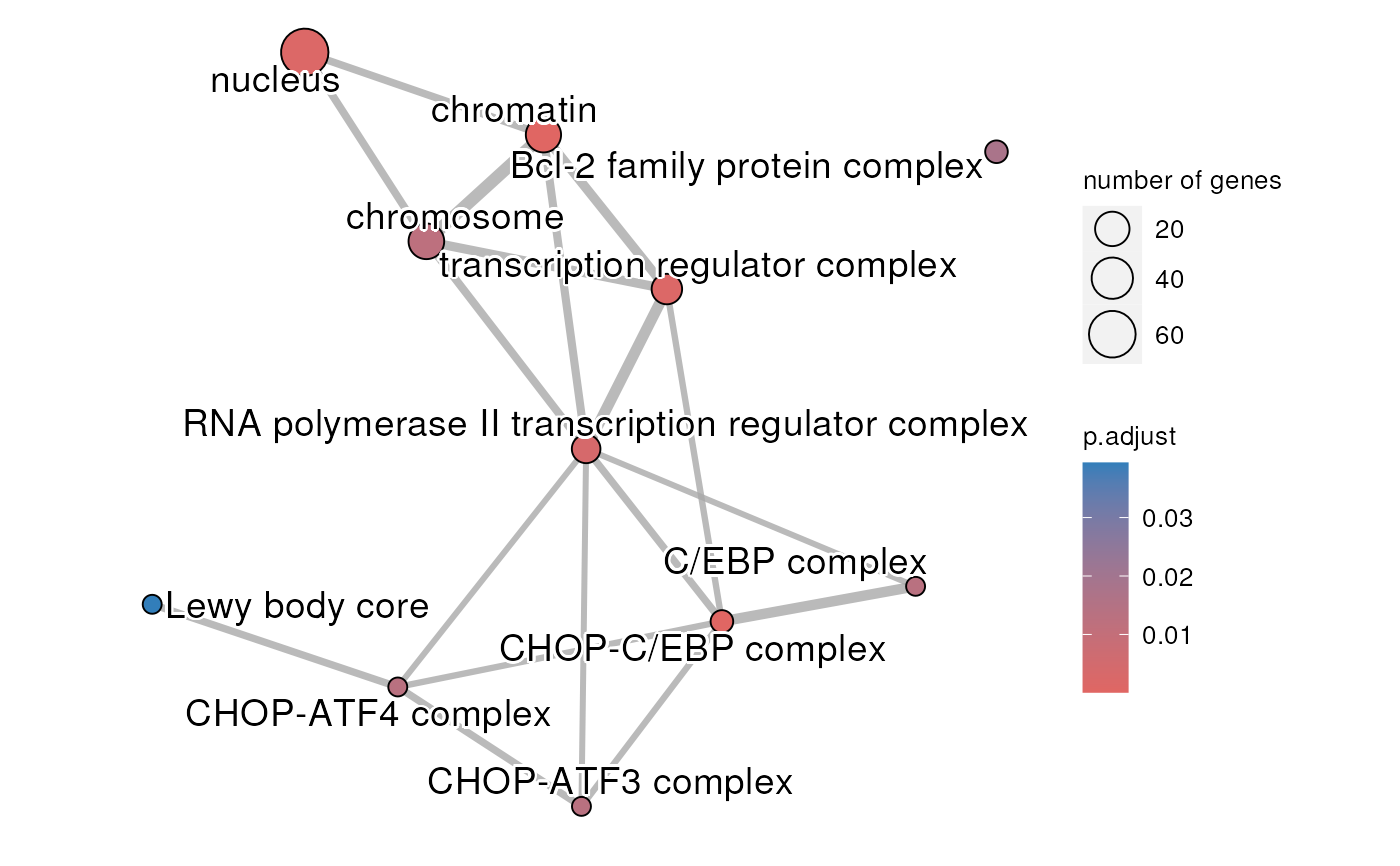 nucleus
chromatin
Bcl-2 family protein complex
chromosome
transcription regulator complex
RNA polymerase II transcription regulator complex
C/EBP complex
Lewy body core
CHOP-C/EBP complex
CHOP-ATF4 complex
CHOP-ATF3 complex
number of genes
20
40
60
p.adjust
0.03
0.02
0.01